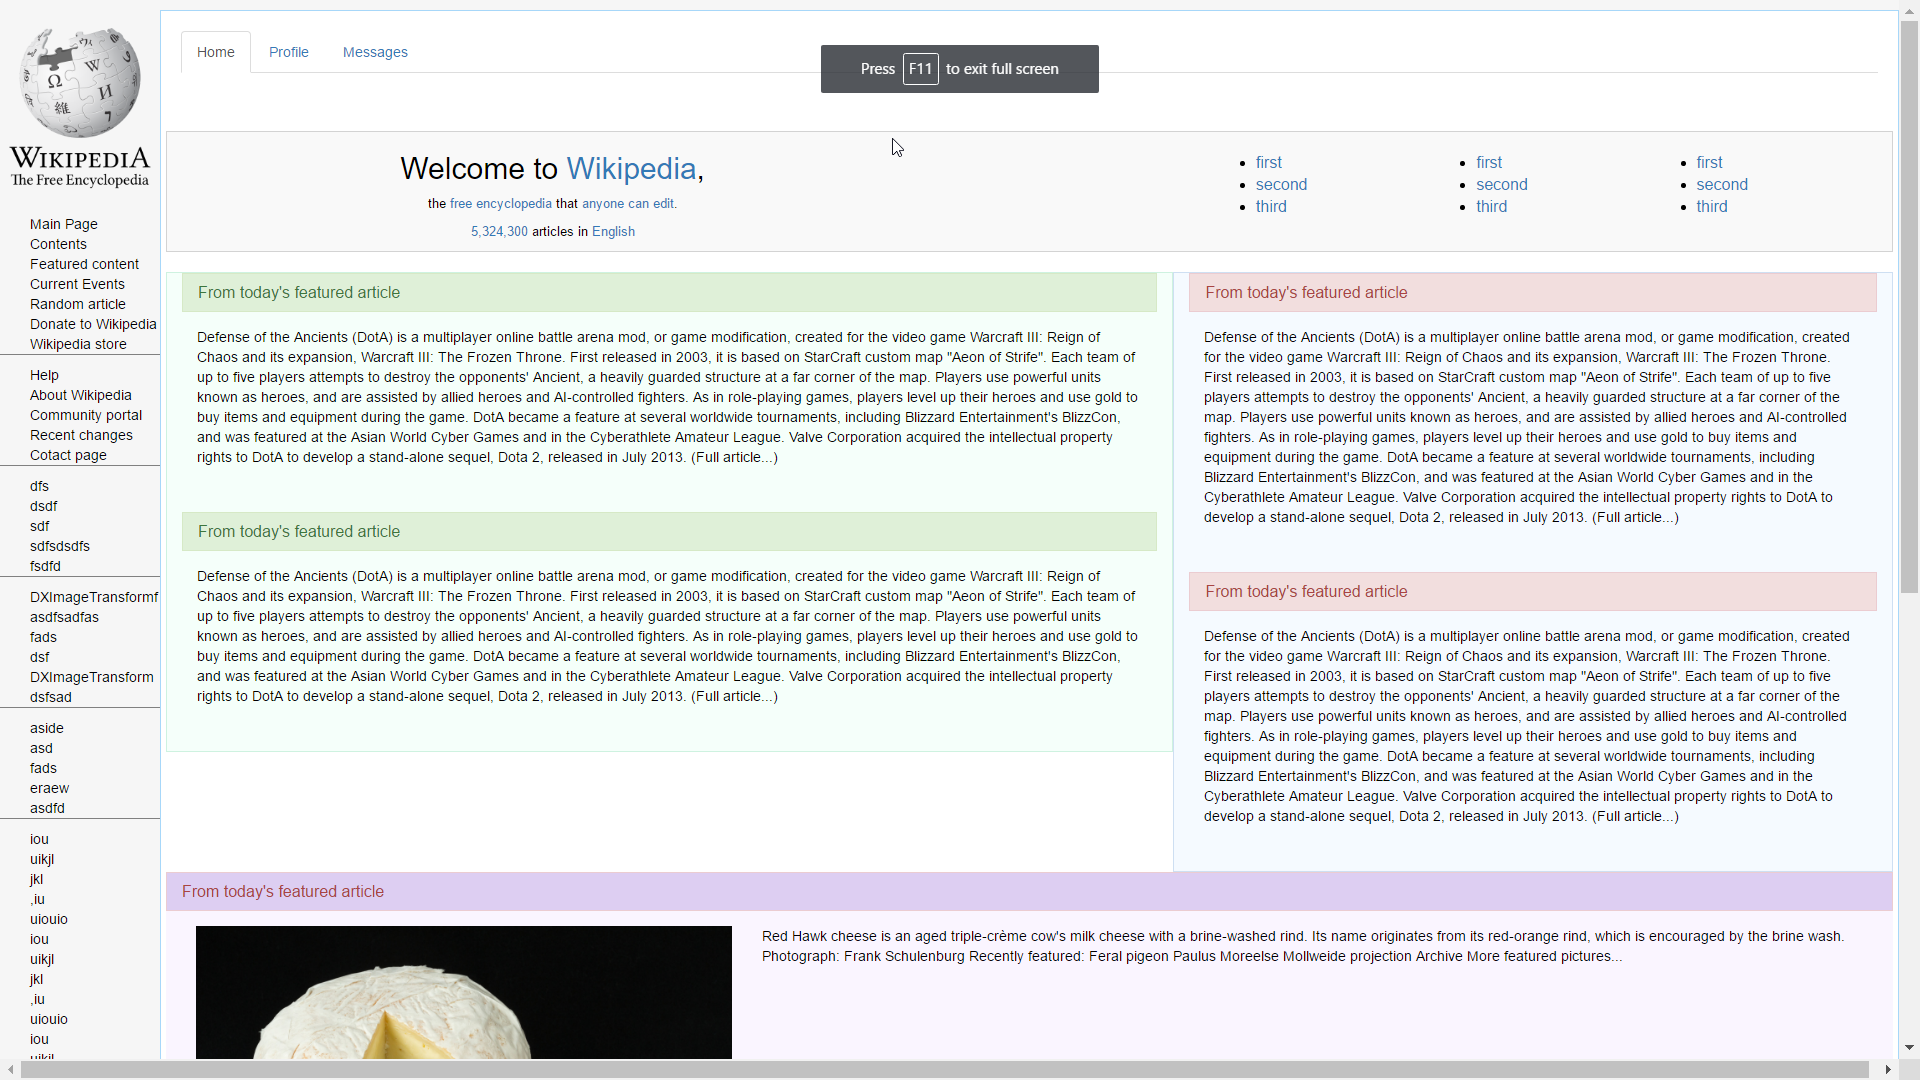 WIKIPEDIA
The Free Encyclopedia
Main Page
Contents
Featured content
Current Events
Random article
Donate to Wikipedia
Wikipedia store
Help
About Wikipedia
Community portal
Recent changes
Cotact page
dfs
dsdf
sdf
sdfsdsdfs
fsdfd
DXImageTransformf
asdfsadfas
fads
dsf
DXImageTransform
dsfsad
aside
asd
fads
eraew
asdfd
iou
uikjl
jkl
,iu
uiouio
iou
uikjl
jkl
,iu
uiouio
iou
uikjl
Home Profile Messages
Press F11 to exit full screen
Welcome to Wikipedia,
the free encyclopedia that anyone can edit.
5,324,300 articles in English
first
second
third
first
second
third
first
second
third
From today's featured article
Defense of the Ancients (DotA) is a multiplayer online battle arena mod, or game modification, created for the video game Warcraft III: Reign of
Chaos and its expansion, Warcraft III: The Frozen Throne. First released in 2003, it is based on StarCraft custom map "Aeon of Strife". Each team of
up to five players attempts to destroy the opponents' Ancient, a heavily guarded structure at a far corner of the map. Players use powerful units
known as heroes, and are assisted by allied heroes and AI-controlled fighters. As in role-playing games, players level up their heroes and use gold to
buy items and equipment during the game. DotA became a feature at several worldwide tournaments, including Blizzard Entertainment's BlizzCon,
and was featured at the Asian World Cyber Games and in the Cyberathlete Amateur League. Valve Corporation acquired the intellectual property
rights to DotA to develop a stand-alone sequel, Dota 2, released in July 2013. (Full article...)
From today's featured article
Defense of the Ancients (DotA) is a multiplayer online battle arena mod, or game modification, created for the video game Warcraft III: Reign of
Chaos and its expansion, Warcraft III: The Frozen Throne. First released in 2003, it is based on StarCraft custom map "Aeon of Strife". Each team of
up to five players attempts to destroy the opponents' Ancient, a heavily guarded structure at a far corner of the map. Players use powerful units
known as heroes, and are assisted by allied heroes and AI-controlled fighters. As in role-playing games, players level up their heroes and use gold to
buy items and equipment during the game. DotA became a feature at several worldwide tournaments, including Blizzard Entertainment's BlizzCon,
and was featured at the Asian World Cyber Games and in the Cyberathlete Amateur League. Valve Corporation acquired the intellectual property
rights to DotA to develop a stand-alone sequel, Dota 2, released in July 2013. (Full article...)
From today's featured article
Defense of the Ancients (DotA) is a multiplayer online battle arena mod, or game modification, created
for the video game Warcraft III: Reign of Chaos and its expansion, Warcraft III: The Frozen Throne.
First released in 2003, it is based on StarCraft custom map "Aeon of Strife". Each team of up to five
players attempts to destroy the opponents' Ancient, a heavily guarded structure at a far corner of the
map. Players use powerful units known as heroes, and are assisted by allied heroes and AI-controlled
fighters. As in role-playing games, players level up their heroes and use gold to buy items and
equipment during the game. DotA became a feature at several worldwide tournaments, including
Blizzard Entertainment's BlizzCon, and was featured at the Asian World Cyber Games and in the
Cyberathlete Amateur League. Valve Corporation acquired the intellectual property rights to DotA to
develop a stand-alone sequel, Dota 2, released in July 2013. (Full article...)
From today's featured article
Defense of the Ancients (DotA) is a multiplayer online battle arena mod, or game modification, created
for the video game Warcraft III: Reign of Chaos and its expansion, Warcraft III: The Frozen Throne.
First released in 2003, it is based on StarCraft custom map "Aeon of Strife". Each team of up to five
players attempts to destroy the opponents' Ancient, a heavily guarded structure at a far corner of the
map. Players use powerful units known as heroes, and are assisted by allied heroes and AI-controlled
fighters. As in role-playing games, players level up their heroes and use gold to buy items and
equipment during the game. DotA became a feature at several worldwide tournaments, including
Blizzard Entertainment's BlizzCon, and was featured at the Asian World Cyber Games and in the
Cyberathlete Amateur League. Valve Corporation acquired the intellectual property rights to DotA to
develop a stand-alone sequel, Dota 2, released in July 2013. (Full article...)
From today's featured article
Red Hawk cheese is an aged triple-crème cow's milk cheese with a brine-washed rind. Its name originates from its red-orange rind, which is encouraged by the brine wash.
Photograph: Frank Schulenburg Recently featured: Feral pigeon Paulus Moreelse Mollweide projection Archive More featured pictures...